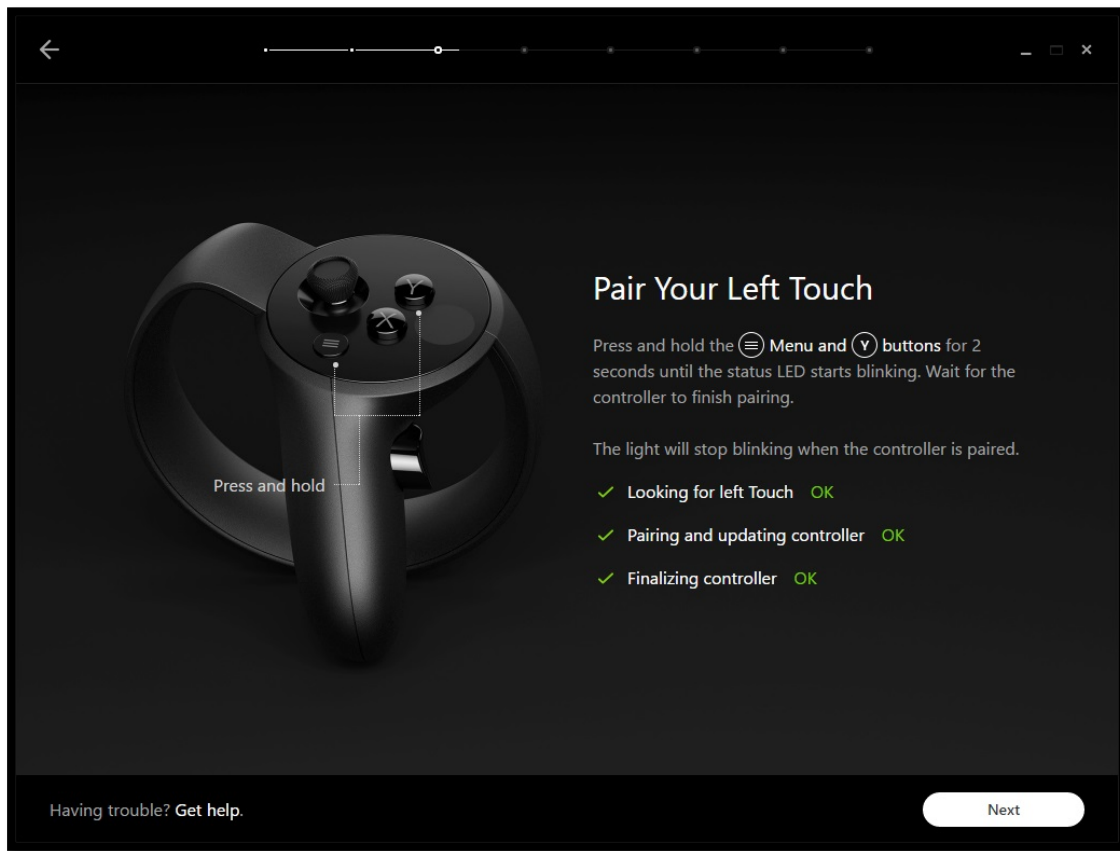 Pair Your Left Touch
Press and hold the Menu and Y buttons for 2
seconds until the status LED starts blinking. Wait for the
controller to finish pairing.
The light will stop blinking when the controller is paired.
Looking for left Touch OK
Pairing and updating controller OK
Finalizing controller OK
Y
X
Press and hold
Having trouble? Get help.
Next